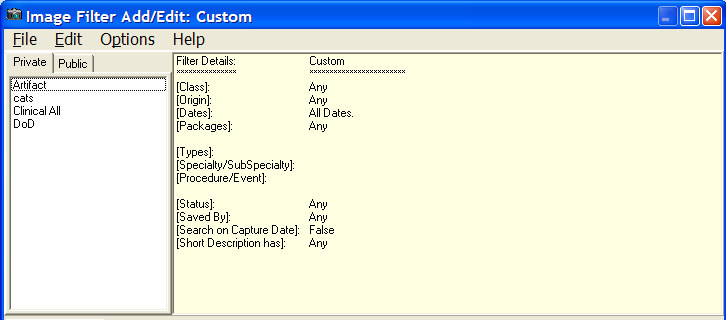 Image Filter Add/Edit: Custom
File Edit Options Help
Private Public
Artifact
cats
Clinical All
DoD
Filter Details: Custom
************** **********************
[Class]: Any
[Origin]: Any
[Dates]: All Dates.
[Packages]: Any
[Types]:
[Specialty/SubSpecialty]:
[Procedure/Event]:
[Status]: Any
[Saved By]: Any
[Search on Capture Date]: False
[Short Description has]: Any